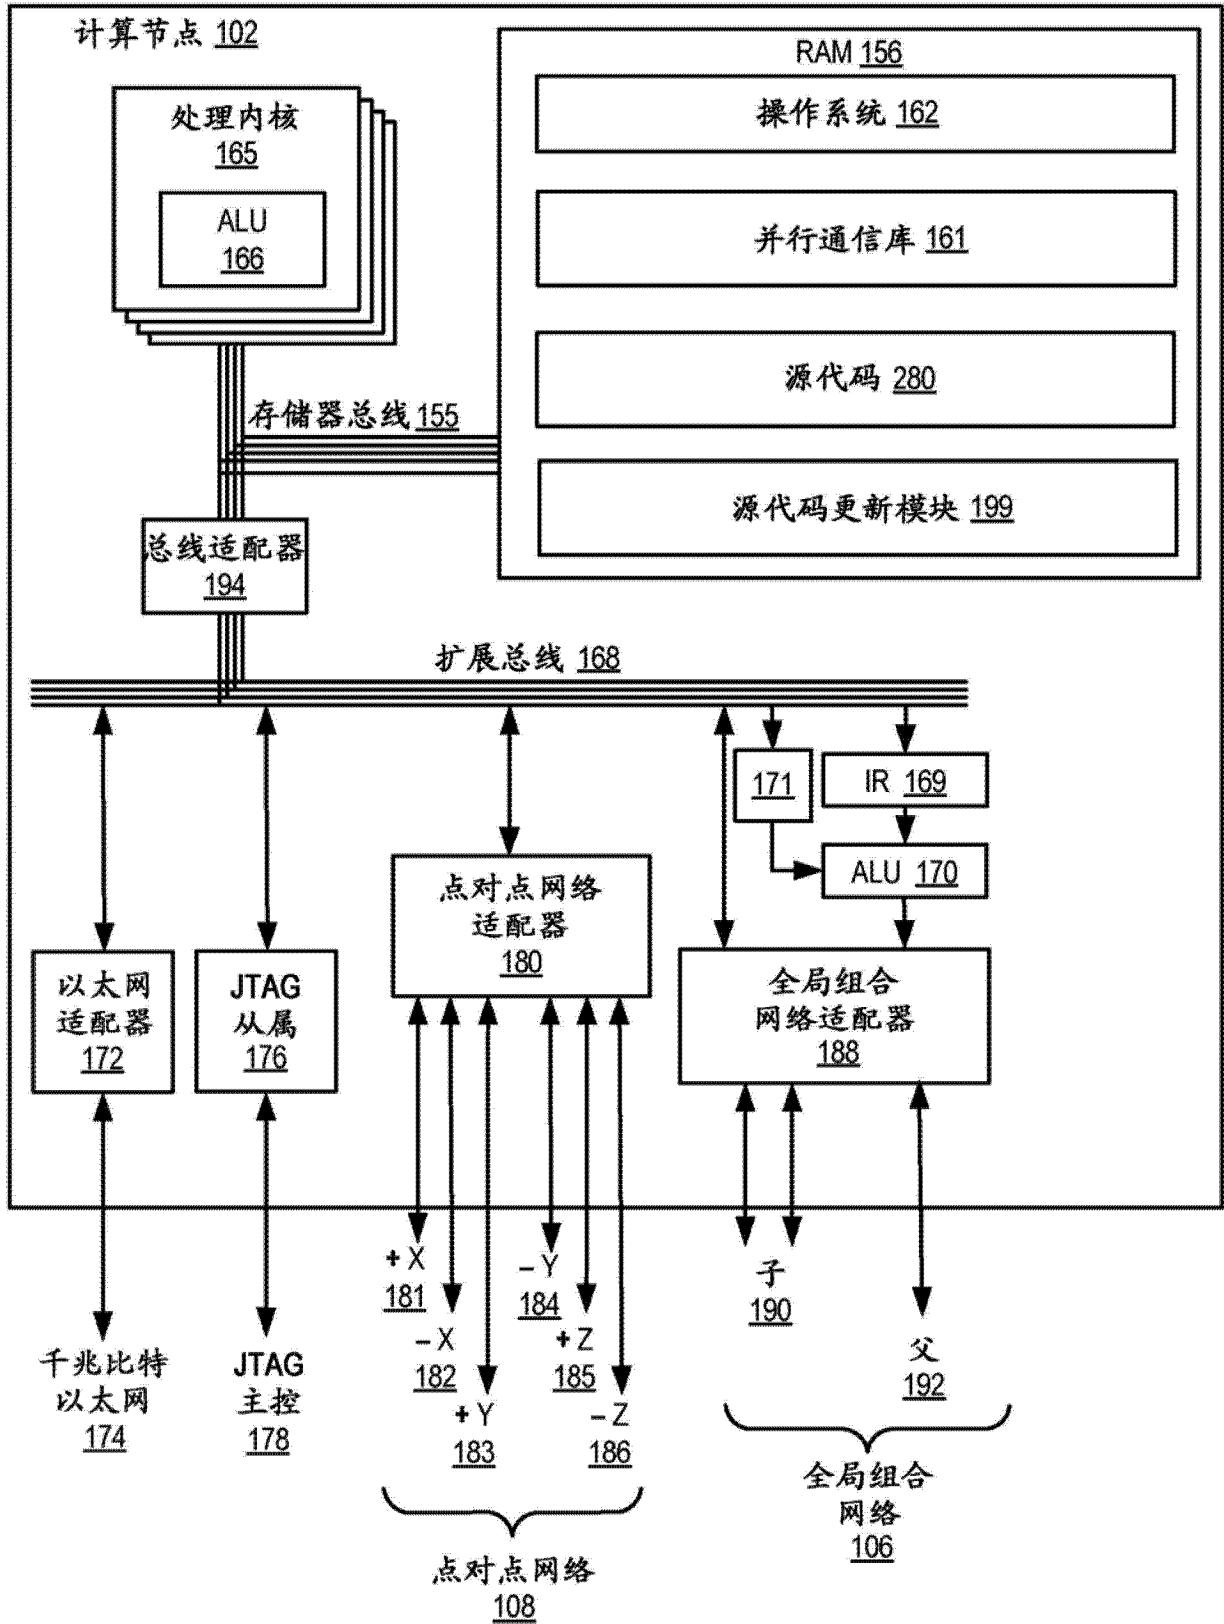 计算节点 102
RAM 156
处理内核
165
ALU
166
操作系统 162
并行通信库 161
源代码 280
源代码更新模块 199
存储器总线 155
总线适配器
194
扩展总线 168
171
IR 169
ALU 170
点对点网络
适配器
180
以太网
适配器
172
JTAG
从属
176
全局组合
网络适配器
188
+ X
181
– X
182
+ Y
183
– Y
184
+ Z
185
– Z
186
子
190
父
192
千兆比特
以太网
174
JTAG
主控
178
点对点网络
108
全局组合
网络
106